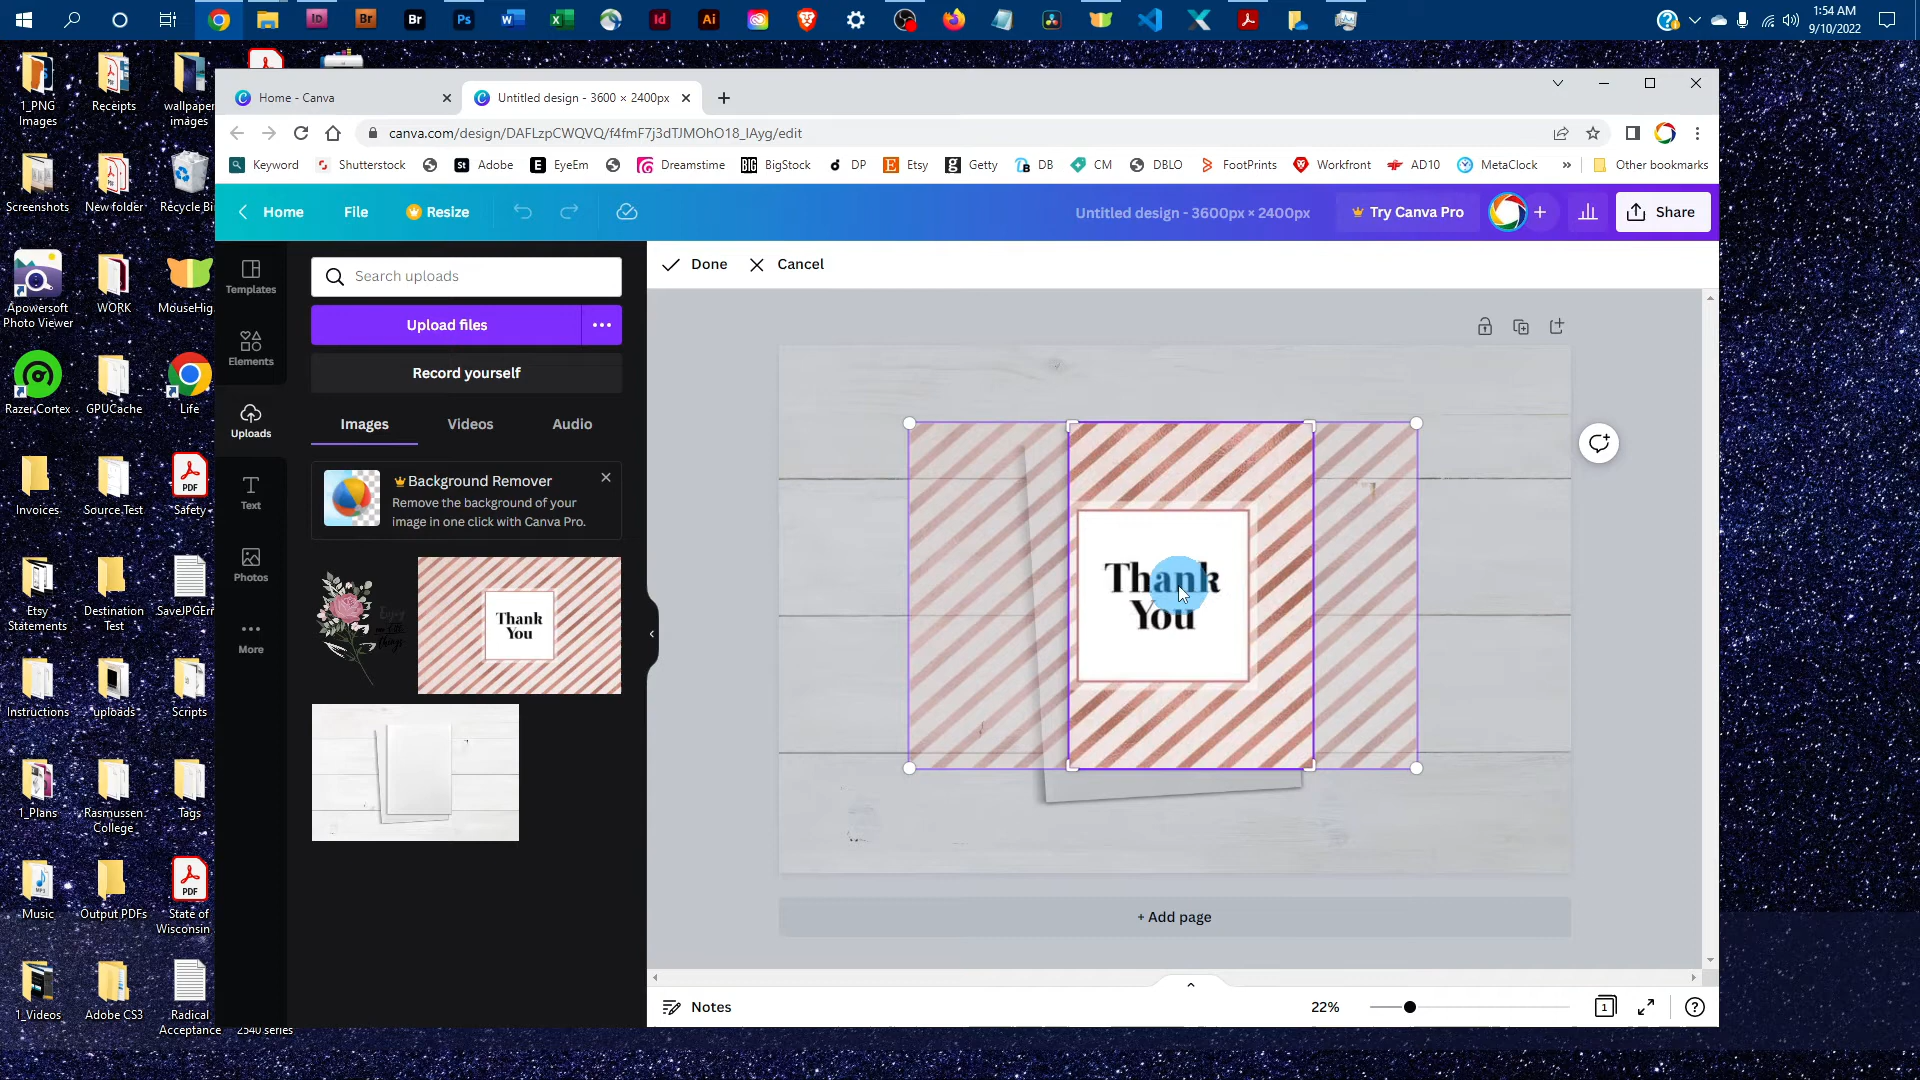 1:54 AM
9/10/2022
1_PNG
Images
Receipts
wallpaper
images
Screenshots
New folder
Recycle Bi
Apowersoft
Photo Viewer
WORK
MouseHig
Razer Cortex
GPUCache
Life
Invoices
Source Test
Safety
Etsy
Statements
Destination
Test
SaveJPGErr
Instructions
uploads
Scripts
1_Plans
Rasmussen
College
Tags
Music
Output PDFs
State of
Wisconsin
1_Videos
Adobe CS3
Radical
Acceptance
2540 series
Home - Canva
Untitled design - 3600 × 2400px
canva.com/design/DAFLzpCWQVQ/f4fmF7j3dTJMOhO18_IAyg/edit
Keyword
Shutterstock
St
Adobe
E
EyeEm
Dreamstime
BIG
BigStock
DP
E
Etsy
g
Getty
DB
CM
DBLO
FootPrints
Workfront
AD10
MetaClock
»
Other bookmarks
Home
File
Resize
Untitled design - 3600px × 2400px
Try Canva Pro
Share
Templates
Elements
Uploads
Text
Photos
More
Search uploads
Upload files
Record yourself
Images
Videos
Audio
Background Remover
Remove the background of your
image in one click with Canva Pro.
Enjoy
things
Thank
You
Done
Cancel
Thank
You
+ Add page
Notes
22%
1